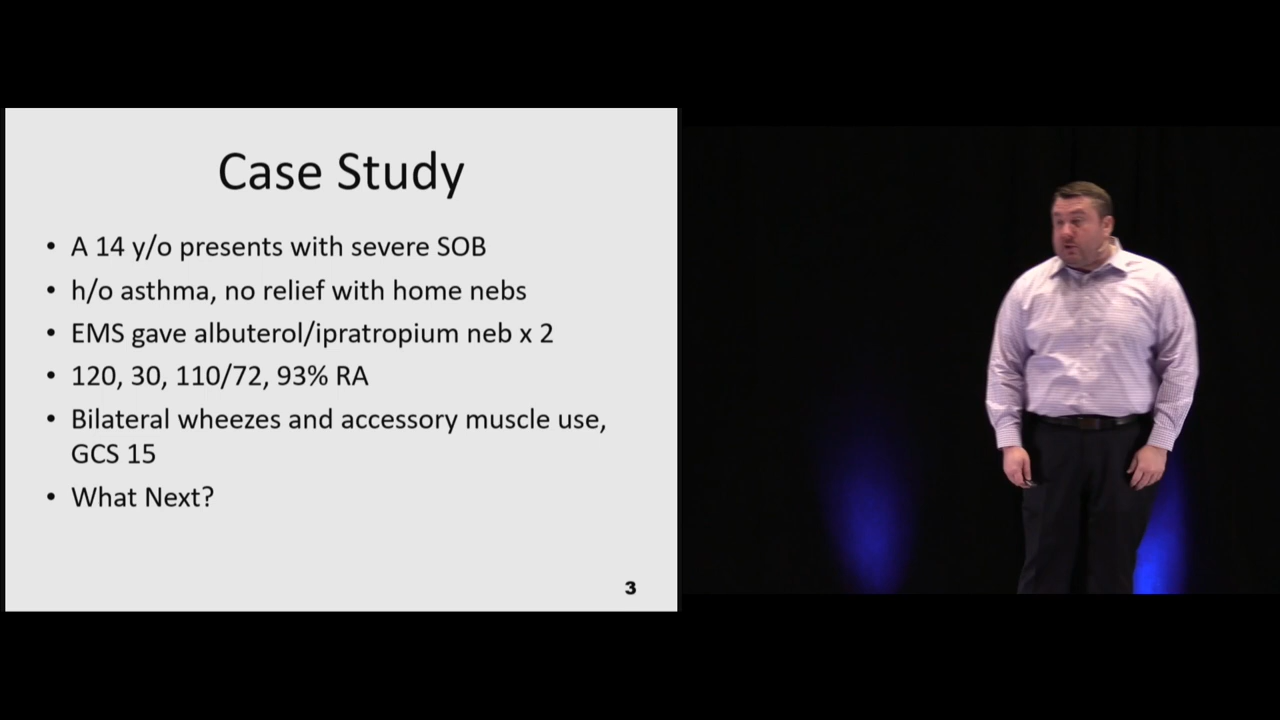 Case Study
• A 14 y/o presents with severe SOB
• h/o asthma, no relief with home nebs
• EMS gave albuterol/ipratropium neb x 2
• 120, 30, 110/72, 93% RA
• Bilateral wheezes and accessory muscle use,
GCS 15
• What Next?
3